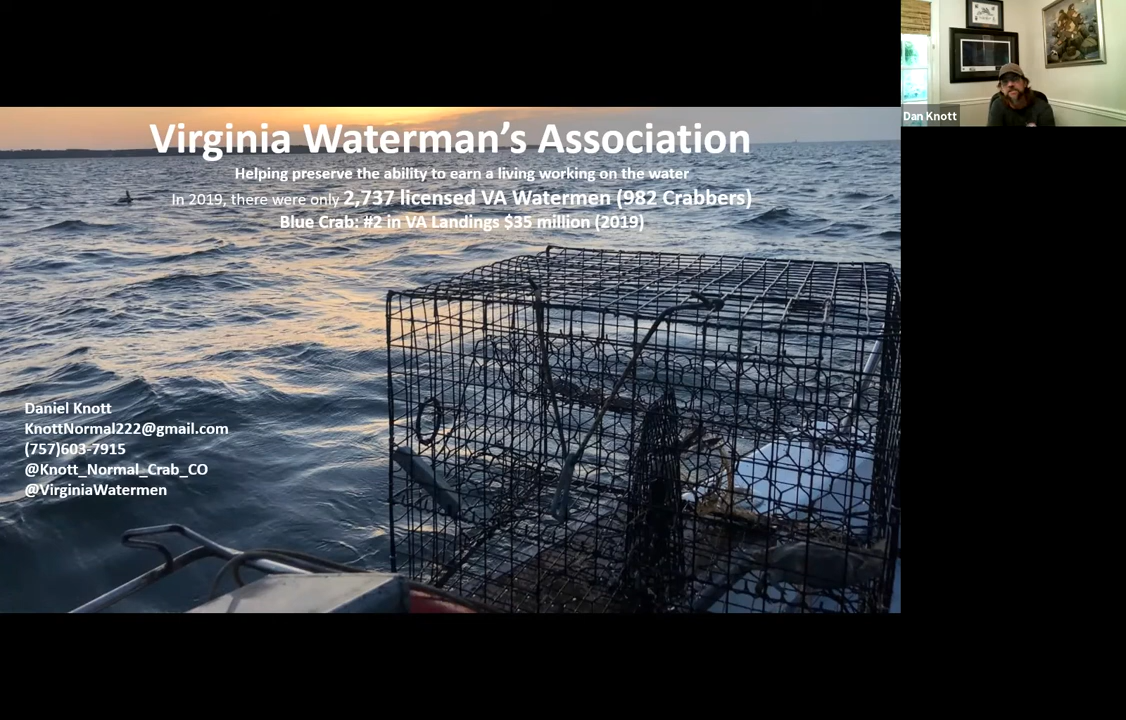 Virginia Waterman's Association
Helping preserve the ability to earn a living working on the water
In 2019, there were only 2,737 licensed VA Watermen (982 Crabbers)
Blue Crab: #2 in VA Landings $35 million (2019)
Daniel Knott
KnottNormal222@gmail.com
(757)603-7915
@Knott_Normal_Crab_CO
@VirginiaWatermen
Dan Knott